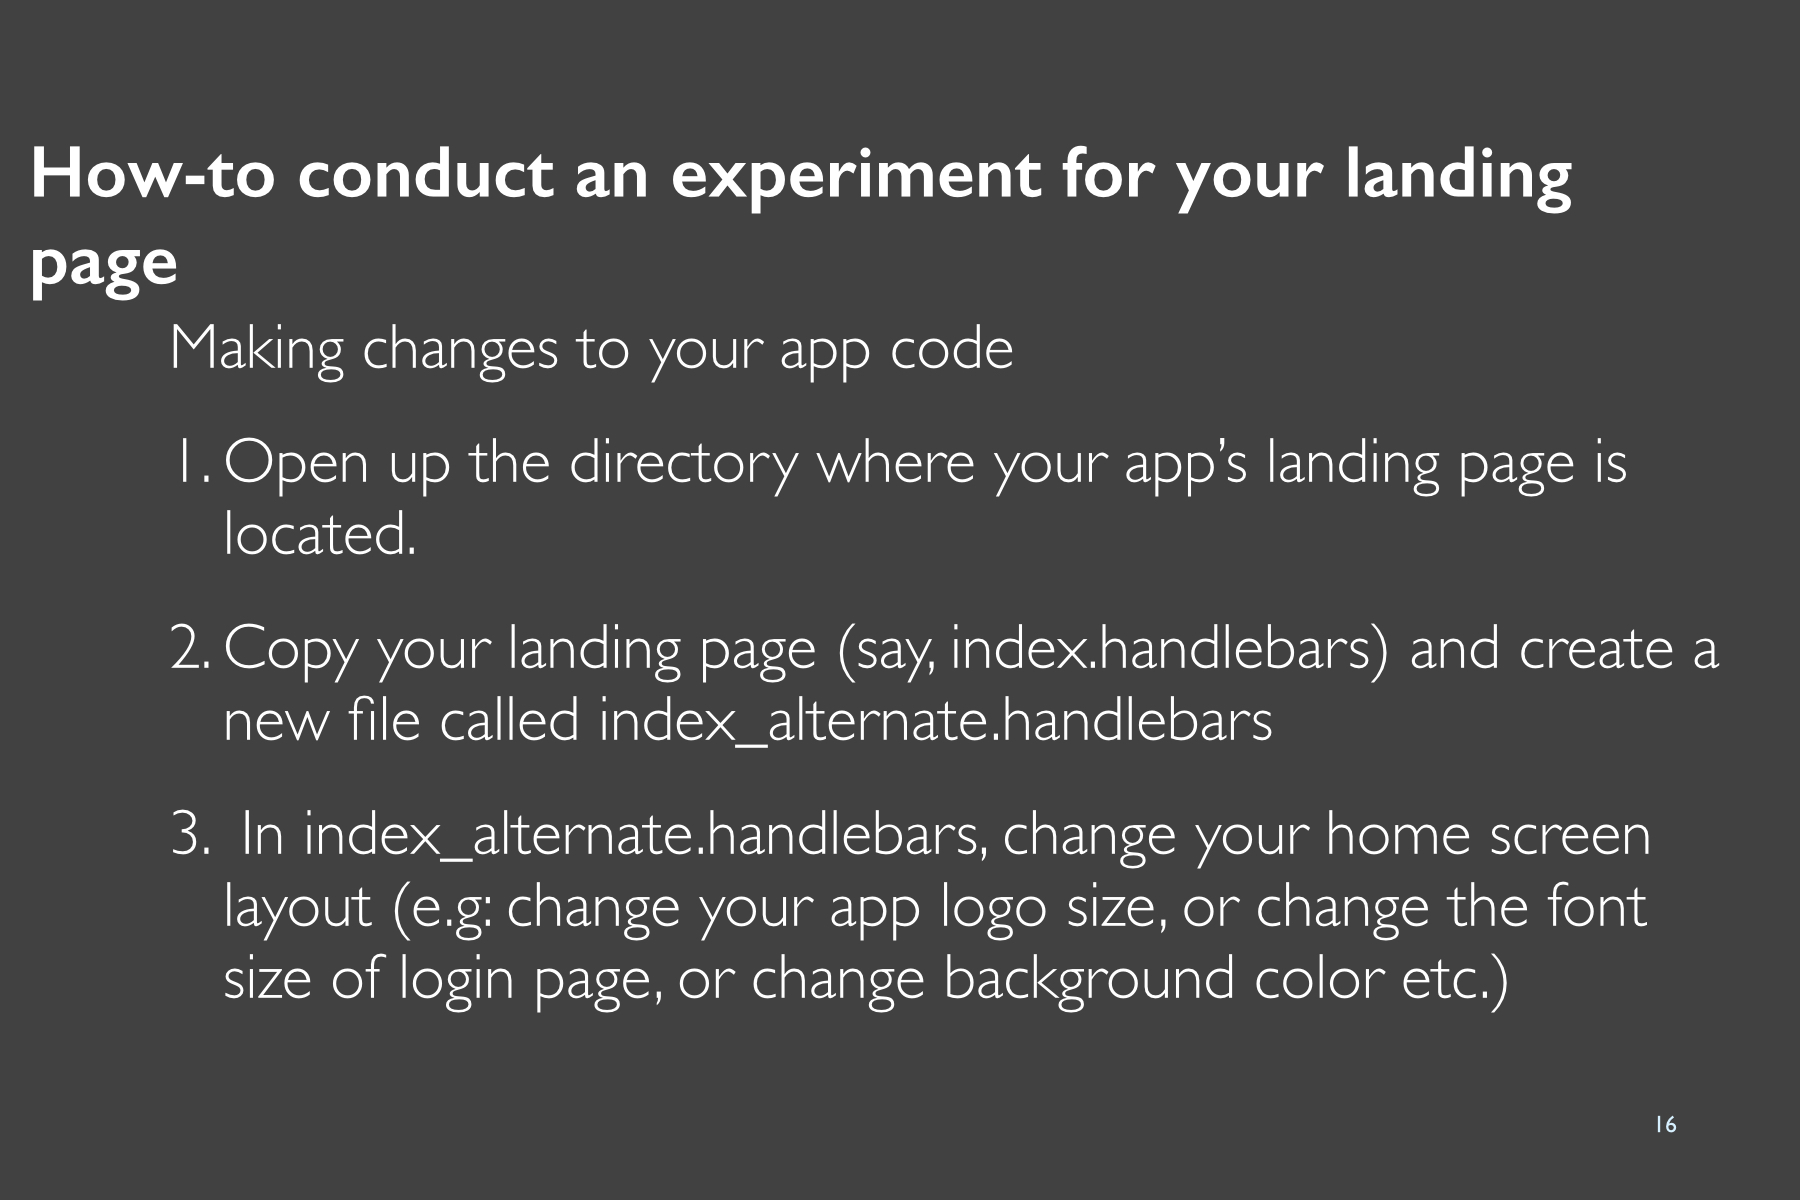 How-to conduct an experiment for your landing
page
Making changes to your app code
1. Open up the directory where your app’s landing page is
located.
2. Copy your landing page (say, index.handlebars) and create a
new file called index_alternate.handlebars
3. In index_alternate.handlebars, change your home screen
layout (e.g: change your app logo size, or change the font
size of login page, or change background color etc.)
16